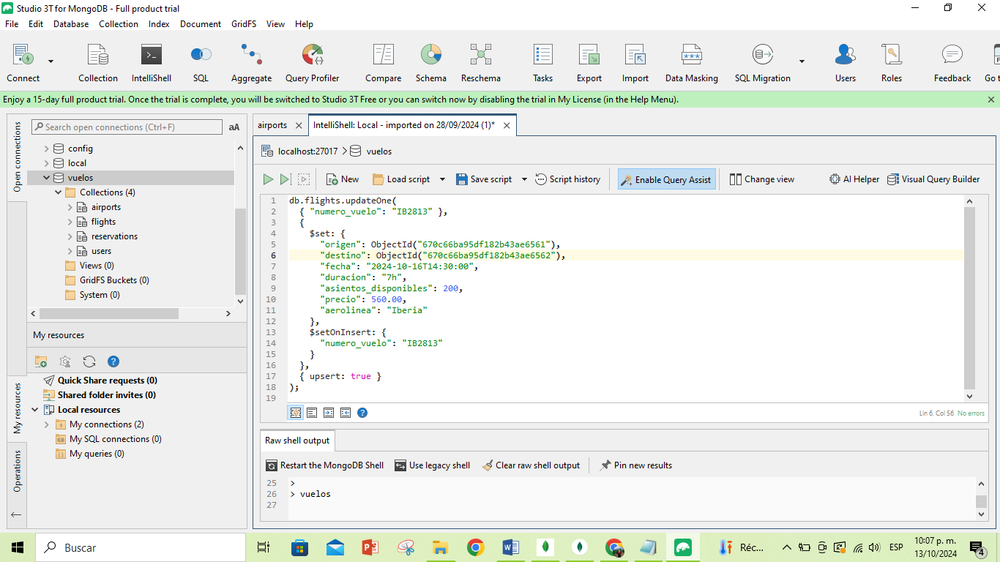 Studio 3T for MongoDB - Full product trial
File Edit Database Collection Index Document GridFS View Help
Connect Collection IntelliShell SQL Aggregate Query Profiler Compare Schema Reschema Tasks Export Import Data Masking SQL Migration Users Roles Feedback Go t
Enjoy a 15-day full product trial. Once the trial is complete, you will be switched to Studio 3T Free or you can switch now by disabling the trial in My License (in the Help Menu).
Open connections
Search open connections (Ctrl+F) aA
config
local
vuelos
Collections (4)
airports
flights
reservations
users
Views (0)
GridFS Buckets (0)
System (0)
My resources
My resources
Quick Share requests (0)
Shared folder invites (0)
Local resources
My connections (2)
My SQL connections (0)
My queries (0)
Operations
airports IntelliShell: Local - imported on 28/09/2024 (1)*
localhost:27017 vuelos
New Load script Save script Script history Enable Query Assist Change view AI Helper Visual Query Builder
1 db.flights.updateOne(
2 { "numero_vuelo": "IB2813" },
3 {
4 $set: {
5 "origen": ObjectId("670c66ba95df182b43ae6561"),
6 "destino": ObjectId("670c66ba95df182b43ae6562"),
7 "fecha": "2024-10-16T14:30:00",
8 "duracion": "7h",
9 "asientos_disponibles": 200,
10 "precio": 560.00,
11 "aerolinea": "Iberia"
12 },
13 $setOnInsert: {
14 "numero_vuelo": "IB2813"
15 }
16 },
17 { upsert: true }
18 );
19
Lin 6, Col 56 No errors
Raw shell output
Restart the MongoDB Shell Use legacy shell Clear raw shell output Pin new results
25 >
26 > vuelos
27
Buscar
Réc... ESP
10:07 p. m.
13/10/2024
4